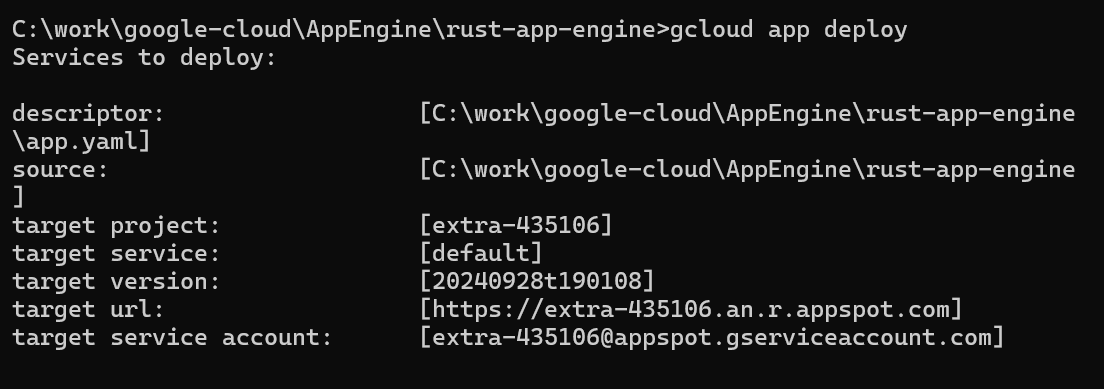 C:\work\google-cloud\AppEngine\rust-app-engine>gcloud app deploy
Services to deploy:
descriptor:                  [C:\work\google-cloud\AppEngine\rust-app-engine
\app.yaml]
source:                      [C:\work\google-cloud\AppEngine\rust-app-engine
]
target project:              [extra-435106]
target service:              [default]
target version:              [20240928t190108]
target url:                  [https://extra-435106.an.r.appspot.com]
target service account:      [extra-435106@appspot.gserviceaccount.com]